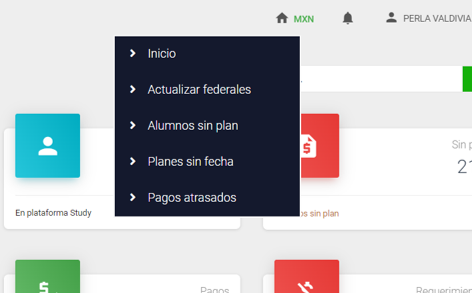 MXN
PERLA VALDIVIA
Inicio
Actualizar federales
Alumnos sin plan
Planes sin fecha
Pagos atrasados
Sin p
21
En plataforma Study
os sin plan
Pagos
Requerimien